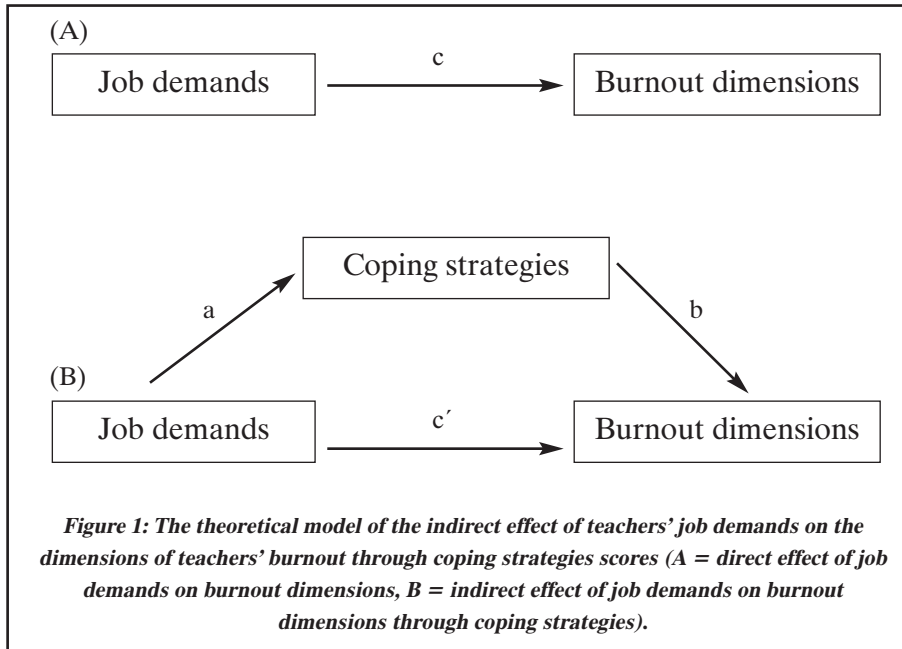 (A)
Job demands
c
Burnout dimensions
Coping strategies
a
b
(B)
Job demands
c´
Burnout dimensions
Figure 1: The theoretical model of the indirect effect of teachers’ job demands on the
dimensions of teachers’ burnout through coping strategies scores (A = direct effect of job
demands on burnout dimensions, B = indirect effect of job demands on burnout
dimensions through coping strategies).